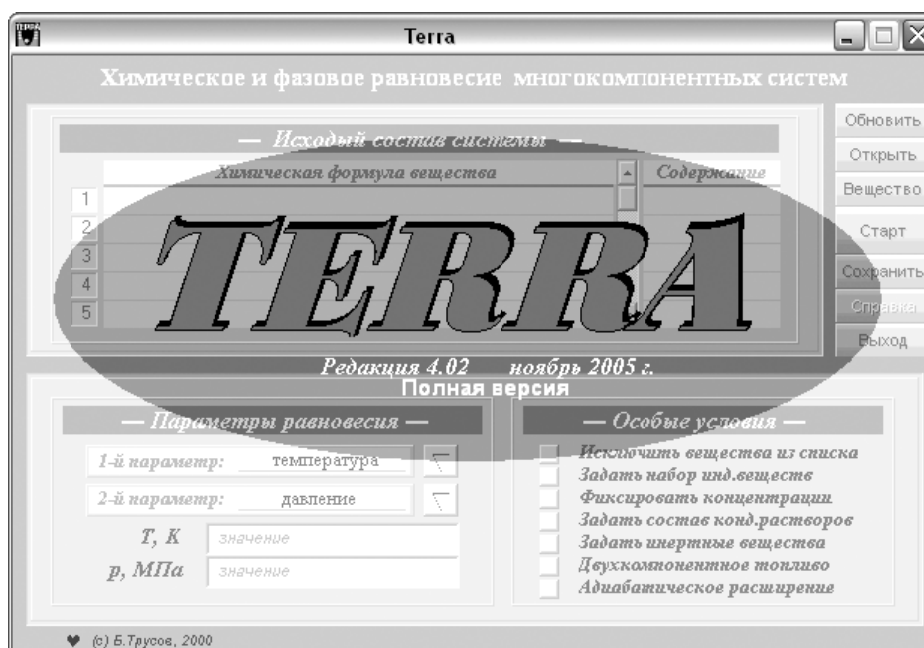 TERRA
Terra
Химическое и фазовое равновесие многокомпонентных систем
— Исходый состав системы —
Химическая формула вещества
Содержание
1
2
3
4
5
TERRA
Редакция 4.02 ноябрь 2005 г.
Полная версия
Обновить
Открыть
Вещество
Старт
Сохранить
Справка
Выход
— Параметры равновесия —
1-й параметр: температура
2-й параметр: давление
T, К значение
p, МПа значение
— Особые условия —
Исключить вещества из списка
Задать набор инд.веществ
Фиксировать концентрации
Задать состав конд.растворов
Задать инертные вещества
Двухкомпонентное топливо
Адиабатическое расширение
(c) Б.Трусов, 2000